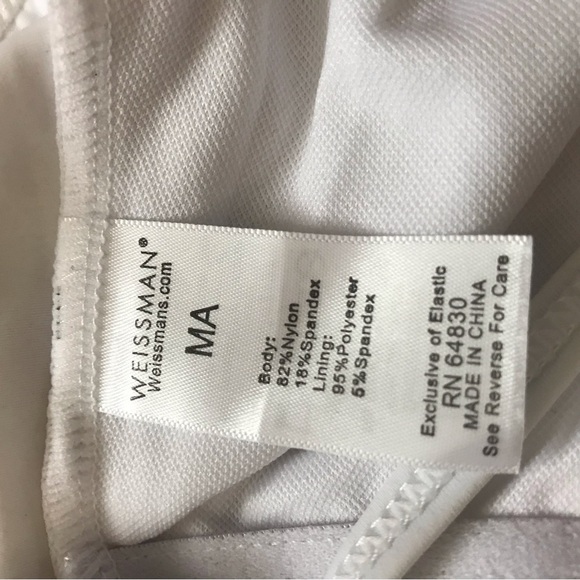 WEISSMAN®
Weissmans.com
MA
Body:
82%Nylon
18%Spandex
Lining:
95%Polyester
5%Spandex
Exclusive of Elastic
RN 64830
MADE IN CHINA
See Reverse For Care